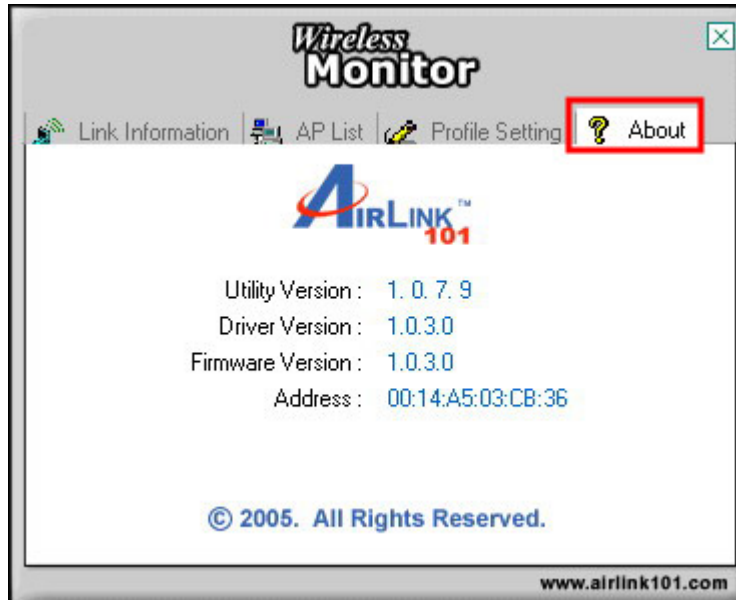 Wireless
Monitor
Link Information AP List Profile Setting ? About
AIRLINK™
101
Utility Version : 1. 0. 7. 9
Driver Version : 1.0.3.0
Firmware Version : 1.0.3.0
Address : 00:14:A5:03:CB:36
© 2005. All Rights Reserved.
www.airlink101.com